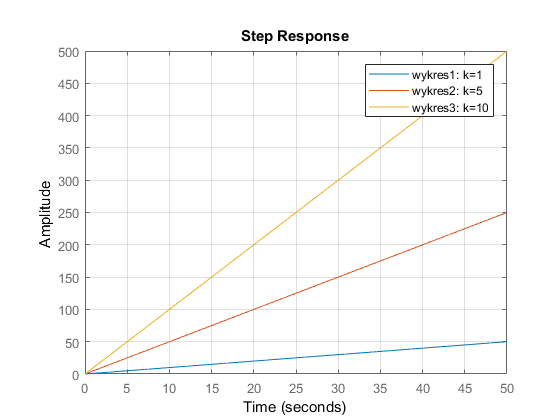 Step Response
500
450
400
350
300
250
200
150
100
50
0
Amplitude
wykres1: k=1
wykres2: k=5
wykres3: k=10
0 5 10 15 20 25 30 35 40 45 50
Time (seconds)